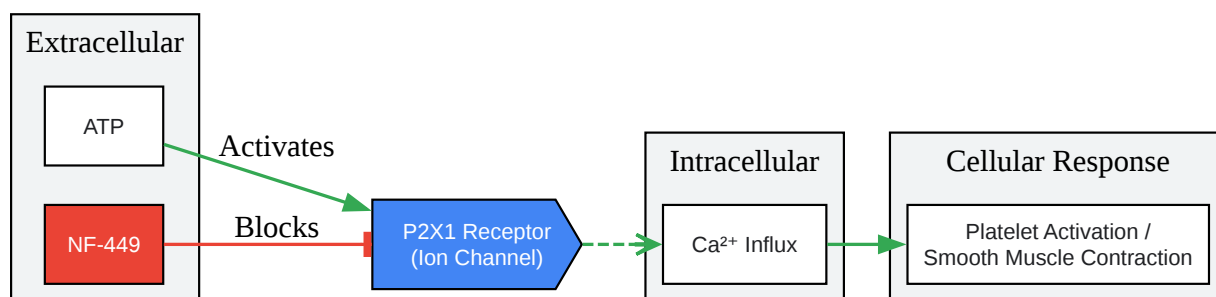 Extracellular
ATP
NF-449
Activates
Blocks
P2X1 Receptor
(Ion Channel)
Intracellular
Ca²⁺ Influx
Cellular Response
Platelet Activation /
Smooth Muscle Contraction